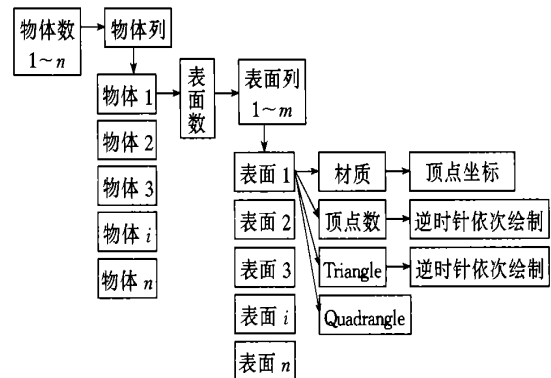 物体数
1～n
物体列
物体 1
物体 2
物体 3
物体 i
物体 n
表面数
表面列
1～m
表面 1
表面 2
表面 3
表面 i
表面 n
材质
顶点坐标
顶点数
逆时针依次绘制
Triangle
逆时针依次绘制
Quadrangle